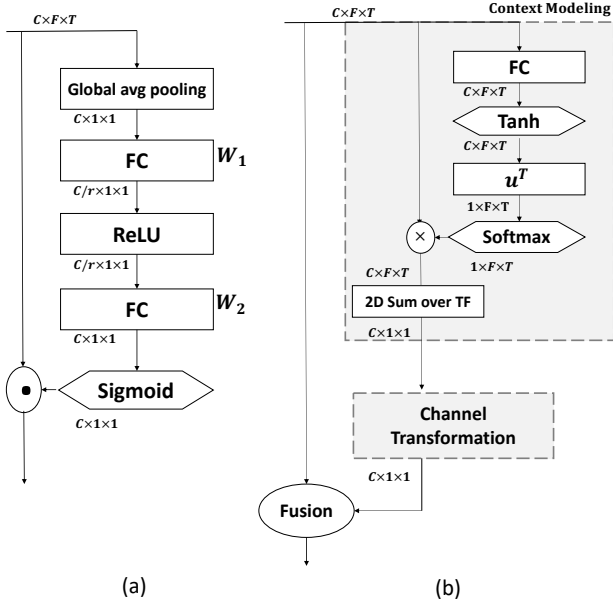 C×F×T
Global avg pooling
C×1×1
FC
W₁
C/r×1×1
ReLU
C/r×1×1
FC
W₂
C×1×1
Sigmoid
C×1×1
(a)
Context Modeling
C×F×T
FC
C×F×T
Tanh
C×F×T
uᵀ
1×F×T
×
Softmax
C×F×T
1×F×T
2D Sum over TF
C×1×1
Channel
Transformation
C×1×1
Fusion
(b)